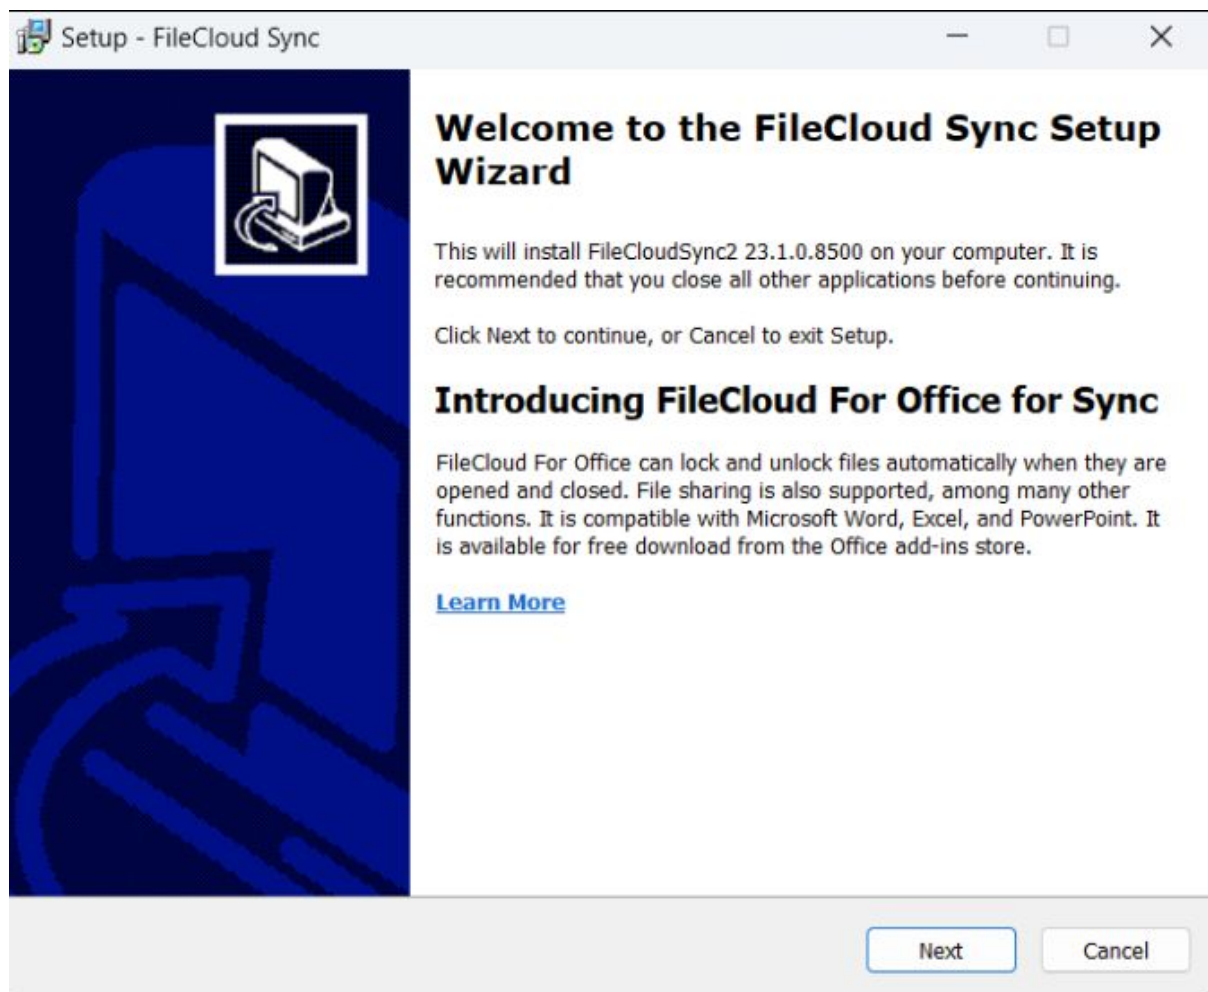 Setup - FileCloud Sync
Welcome to the FileCloud Sync Setup
Wizard
This will install FileCloudSync2 23.1.0.8500 on your computer. It is
recommended that you close all other applications before continuing.
Click Next to continue, or Cancel to exit Setup.
Introducing FileCloud For Office for Sync
FileCloud For Office can lock and unlock files automatically when they are
opened and closed. File sharing is also supported, among many other
functions. It is compatible with Microsoft Word, Excel, and PowerPoint. It
is available for free download from the Office add-ins store.
Learn More
Next
Cancel